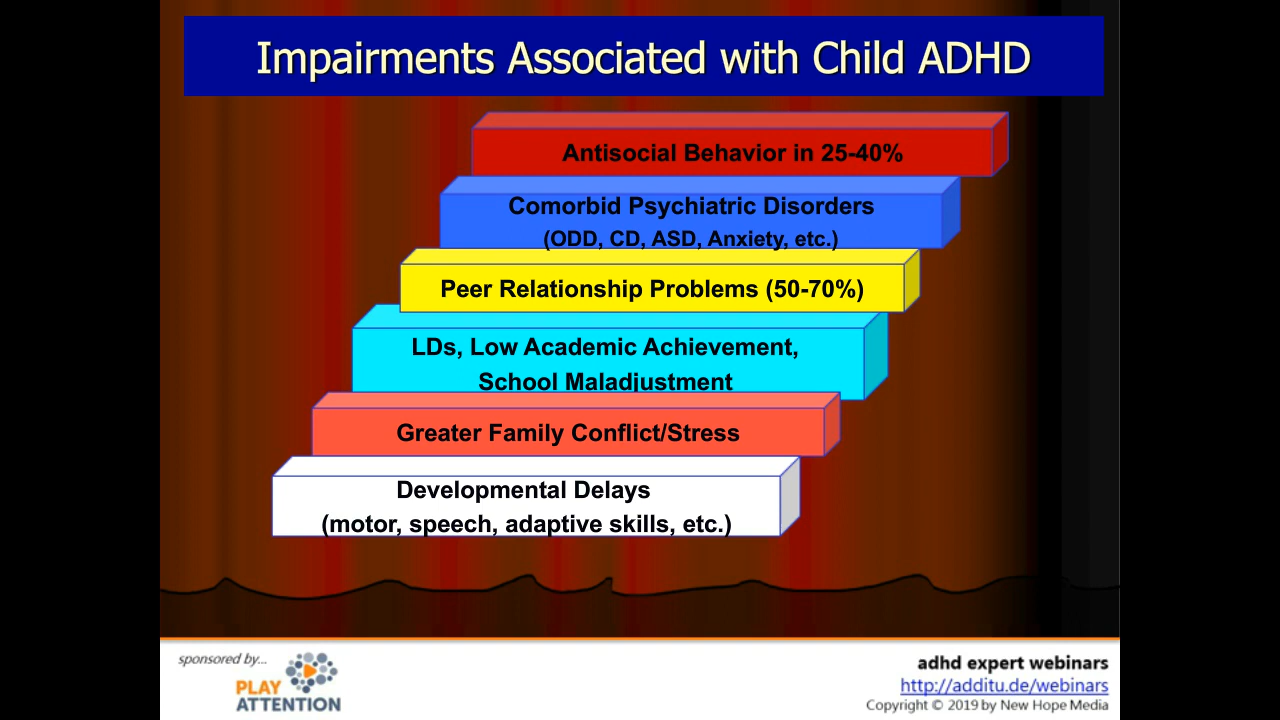 Impairments Associated with Child ADHD
Antisocial Behavior in 25-40%
Comorbid Psychiatric Disorders
(ODD, CD, ASD, Anxiety, etc.)
Peer Relationship Problems (50-70%)
LDs, Low Academic Achievement,
School Maladjustment
Greater Family Conflict/Stress
Developmental Delays
(motor, speech, adaptive skills, etc.)
sponsored by...
PLAY
ATTENTION
adhd expert webinars
http://additu.de/webinars
Copyright © 2019 by New Hope Media